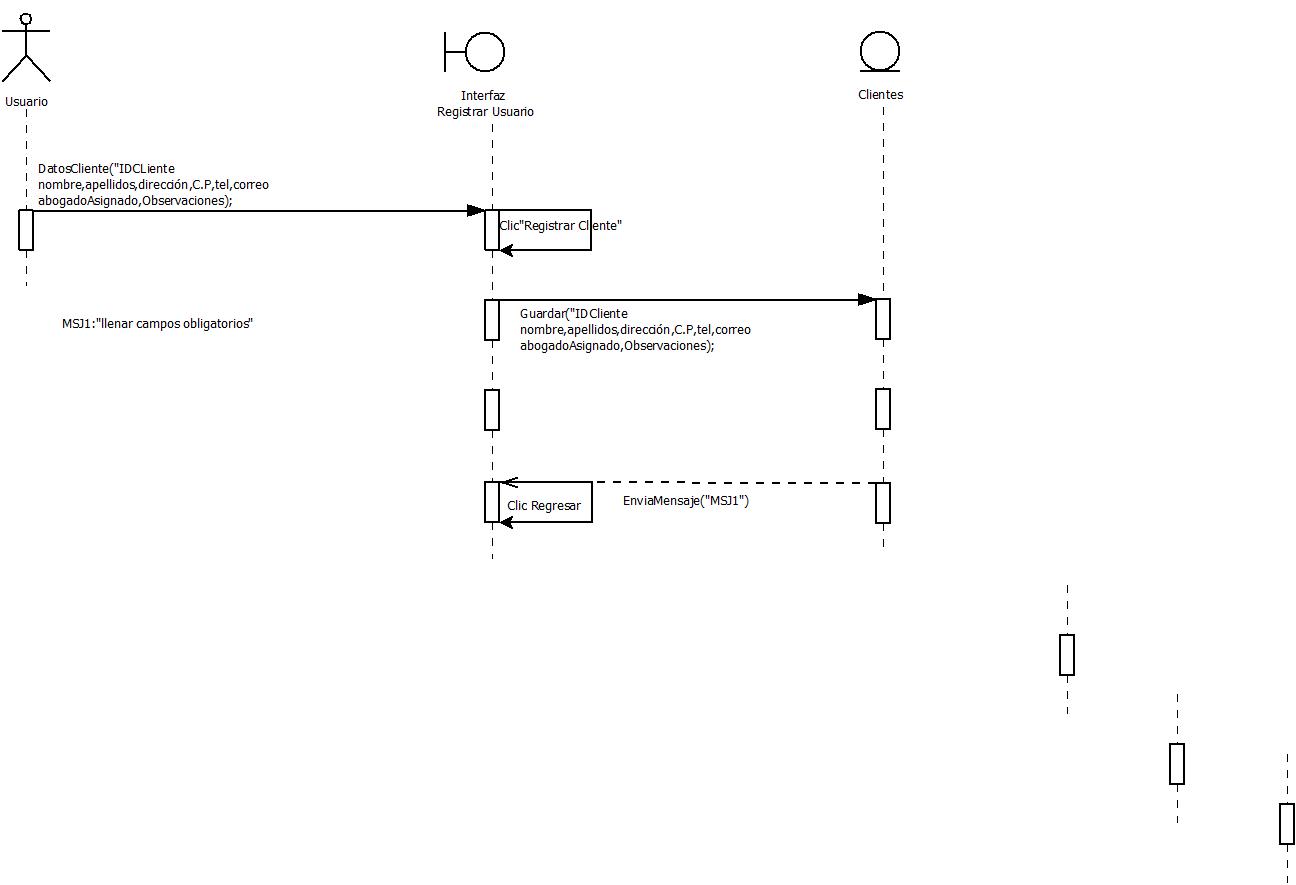 Usuario
Interfaz
Registrar Usuario
Clientes
DatosCliente("IDCLiente
nombre,apellidos,dirección,C.P,tel,correo
abogadoAsignado,Observaciones);
Clic"Registrar Cliente"
MSJ1:"llenar campos obligatorios"
Guardar("IDCliente
nombre,apellidos,dirección,C.P,tel,correo
abogadoAsignado,Observaciones);
Clic Regresar
EnviaMensaje("MSJ1")